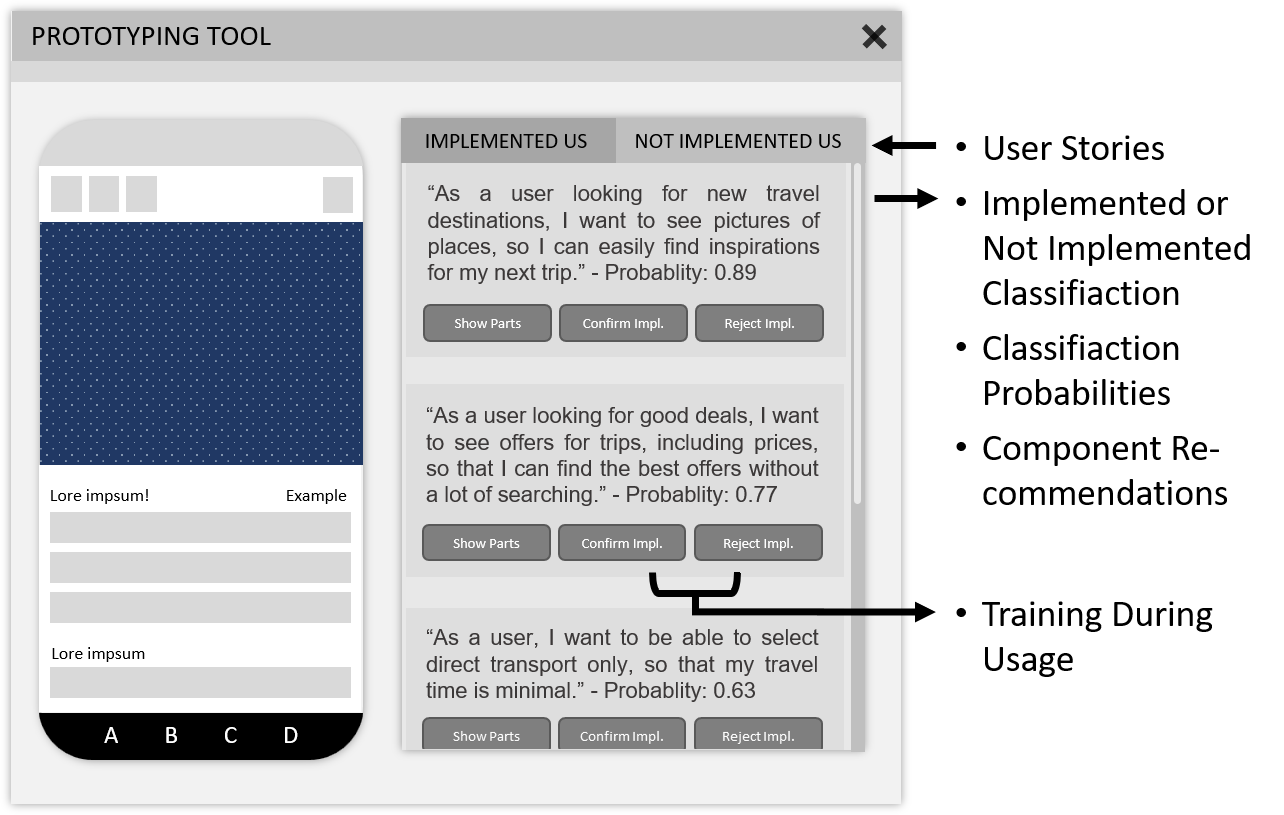 PROTOTYPING TOOL
Lore impsum!
Example
Lore impsum
A B C D
IMPLEMENTED US
NOT IMPLEMENTED US
“As a user looking for new travel
destinations, I want to see pictures of
places, so I can easily find inspirations
for my next trip.” - Probablity: 0.89
Show Parts
Confirm Impl.
Reject Impl.
“As a user looking for good deals, I want
to see offers for trips, including prices,
so that I can find the best offers without
a lot of searching.” - Probablity: 0.77
Show Parts
Confirm Impl.
Reject Impl.
“As a user, I want to be able to select
direct transport only, so that my travel
time is minimal.” - Probablity: 0.63
Show Parts
Confirm Impl.
Reject Impl.
• User Stories
• Implemented or
Not Implemented
Classifiaction
• Classifiaction
Probabilities
• Component Re-
commendations
• Training During
Usage